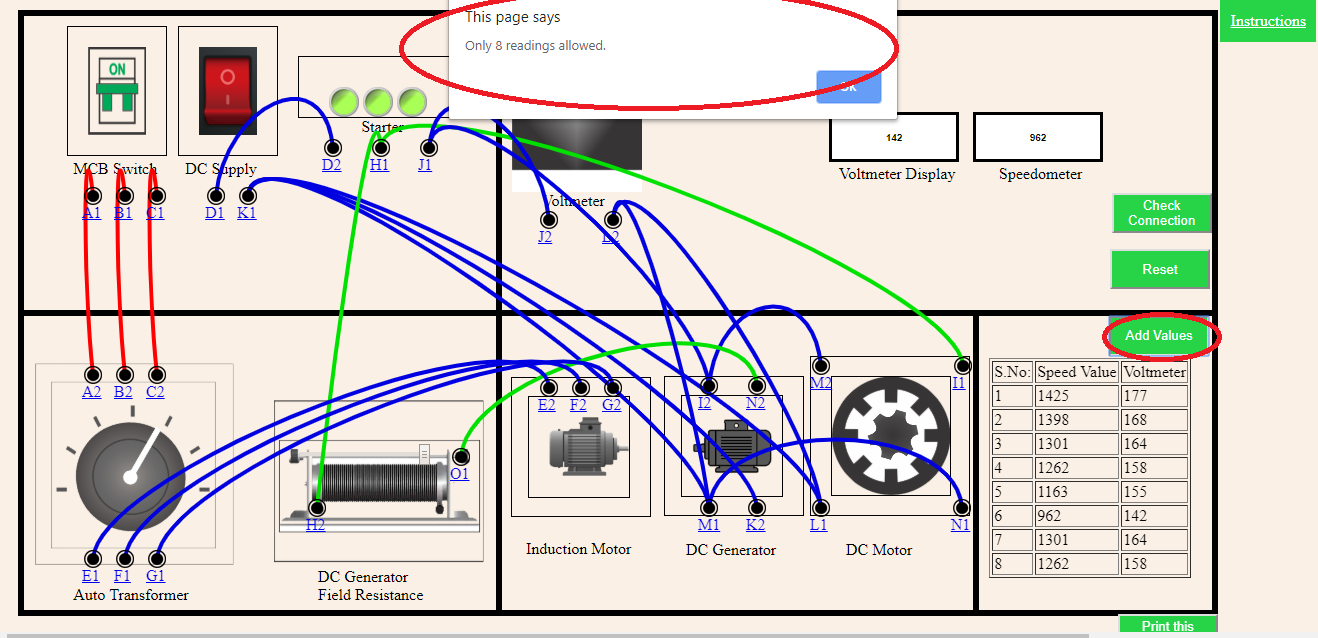 This page says
Only 8 readings allowed.
Instructions
ON
MCB Switch
DC Supply
Starter
142
962
Voltmeter Display
Speedometer
D2
H1
J1
A1
B1
C1
D1
K1
Voltmeter
J2
Check
Connection
Reset
Add Values
A2
B2
C2
E2
F2
G2
I2
N2
M2
I1
S.No:
Speed Value
Voltmeter
1
1425
177
2
1398
168
3
1301
164
4
1262
158
5
1163
155
6
962
142
7
1301
164
8
1262
158
O1
H2
M1
K2
L1
N1
Induction Motor
DC Generator
DC Motor
E1
F1
G1
Auto Transformer
DC Generator
Field Resistance
Print this